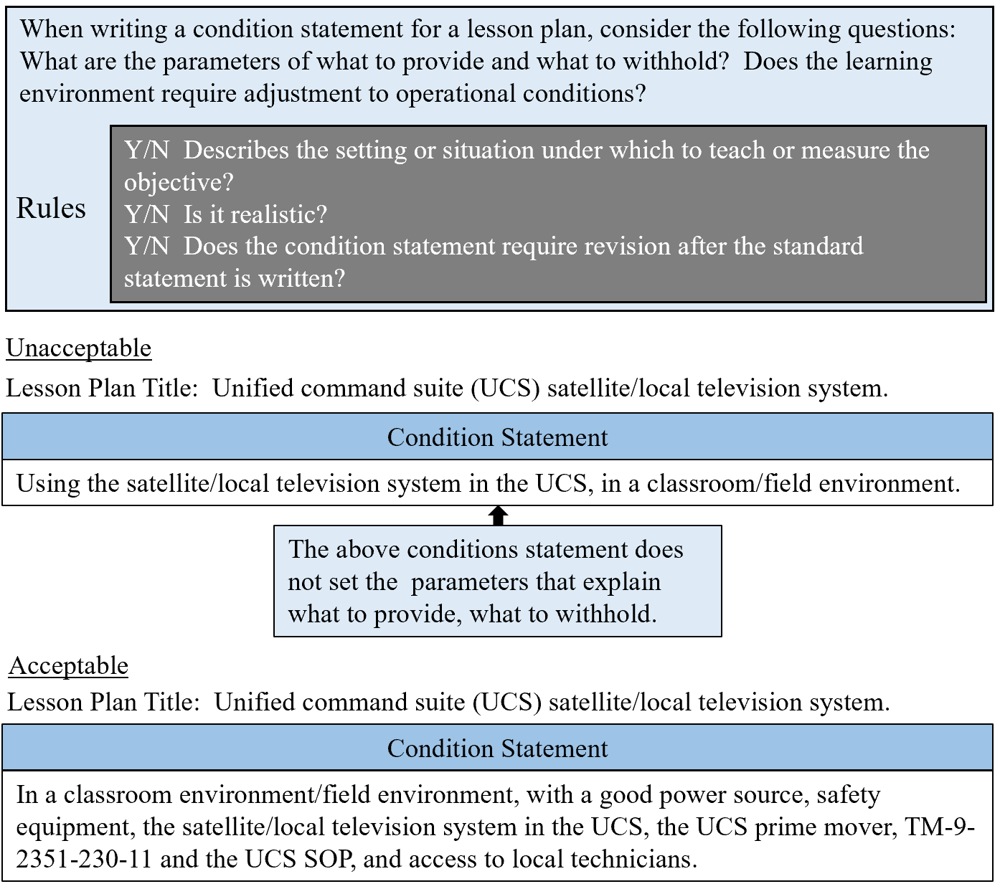 When writing a condition statement for a lesson plan, consider the following questions:
What are the parameters of what to provide and what to withhold?  Does the learning
environment require adjustment to operational conditions?
Rules
Y/N  Describes the setting or situation under which to teach or measure the
objective?
Y/N  Is it realistic?
Y/N  Does the condition statement require revision after the standard
statement is written?
Unacceptable
Lesson Plan Title:  Unified command suite (UCS) satellite/local television system.
Condition Statement
Using the satellite/local television system in the UCS, in a classroom/field environment.
The above conditions statement does
not set the  parameters that explain
what to provide, what to withhold.
Acceptable
Lesson Plan Title:  Unified command suite (UCS) satellite/local television system.
Condition Statement
In a classroom environment/field environment, with a good power source, safety
equipment, the satellite/local television system in the UCS, the UCS prime mover, TM-9-
2351-230-11 and the UCS SOP, and access to local technicians.